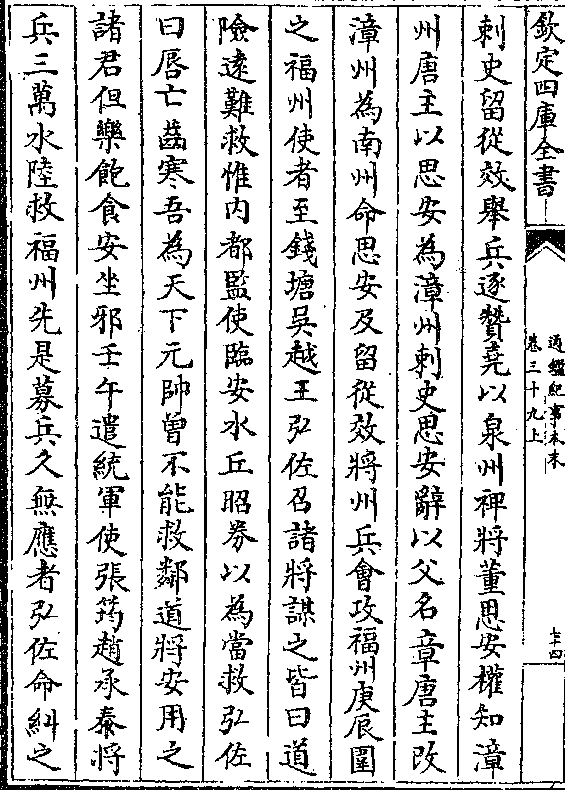 欽定四庫全書
通鑑紀事本末
卷三十九上
刺史留從效舉兵逐贊堯以泉州裨將董思安權知漳
州唐主以思安為漳州刺史思安辭以父名章唐主改
漳州為南州命思安及留從效將州兵會攻福州庚辰圍
之福州使者至錢塘吳越王弘佐召諸將謀之皆曰道
險遠難救惟内都監使臨安水丘昭券以為當救弘佐
曰唇亡齒寒吾為天下元帥曾不能救鄰道將安用之
諸君但樂飽食安坐邪壬午遣統軍使張筠趙承泰將
兵三萬水陸救福州先是募兵久無應者弘佐命糾之